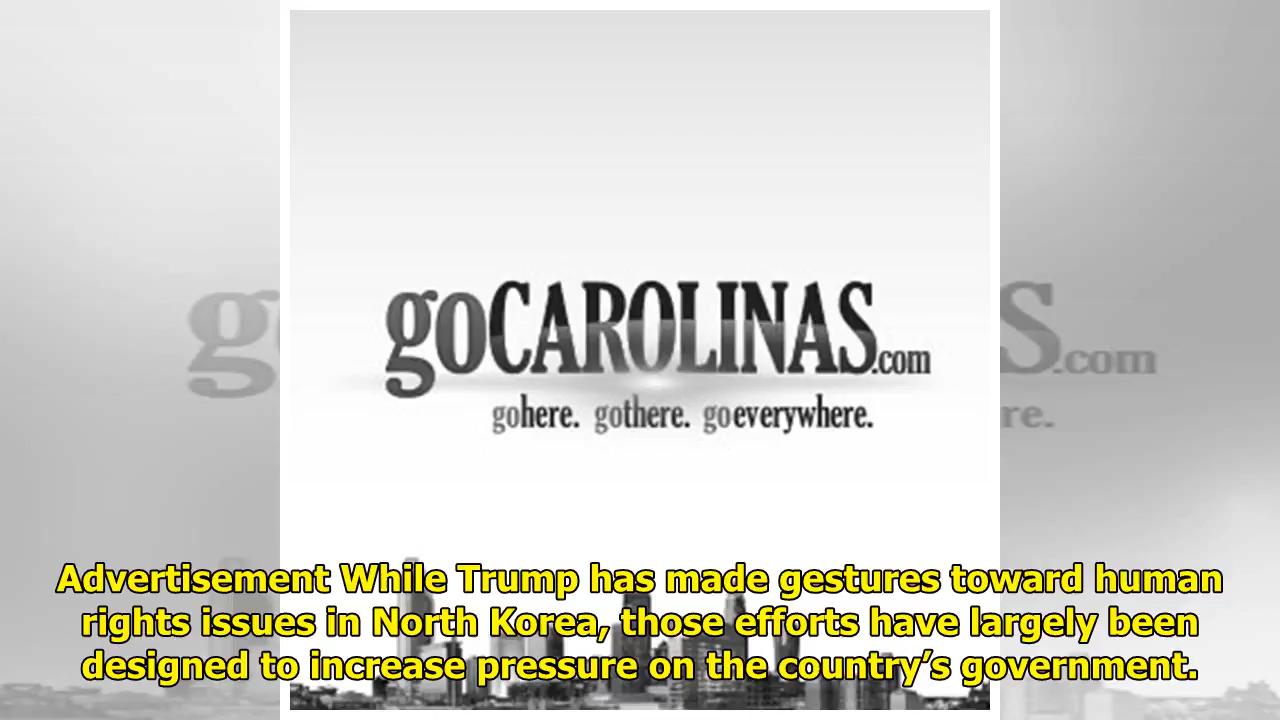 goCAROLINAS.com
gohere. gothere. goeverywhere.
Advertisement While Trump has made gestures toward human
rights issues in North Korea, those efforts have largely been
designed to increase pressure on the country’s government.